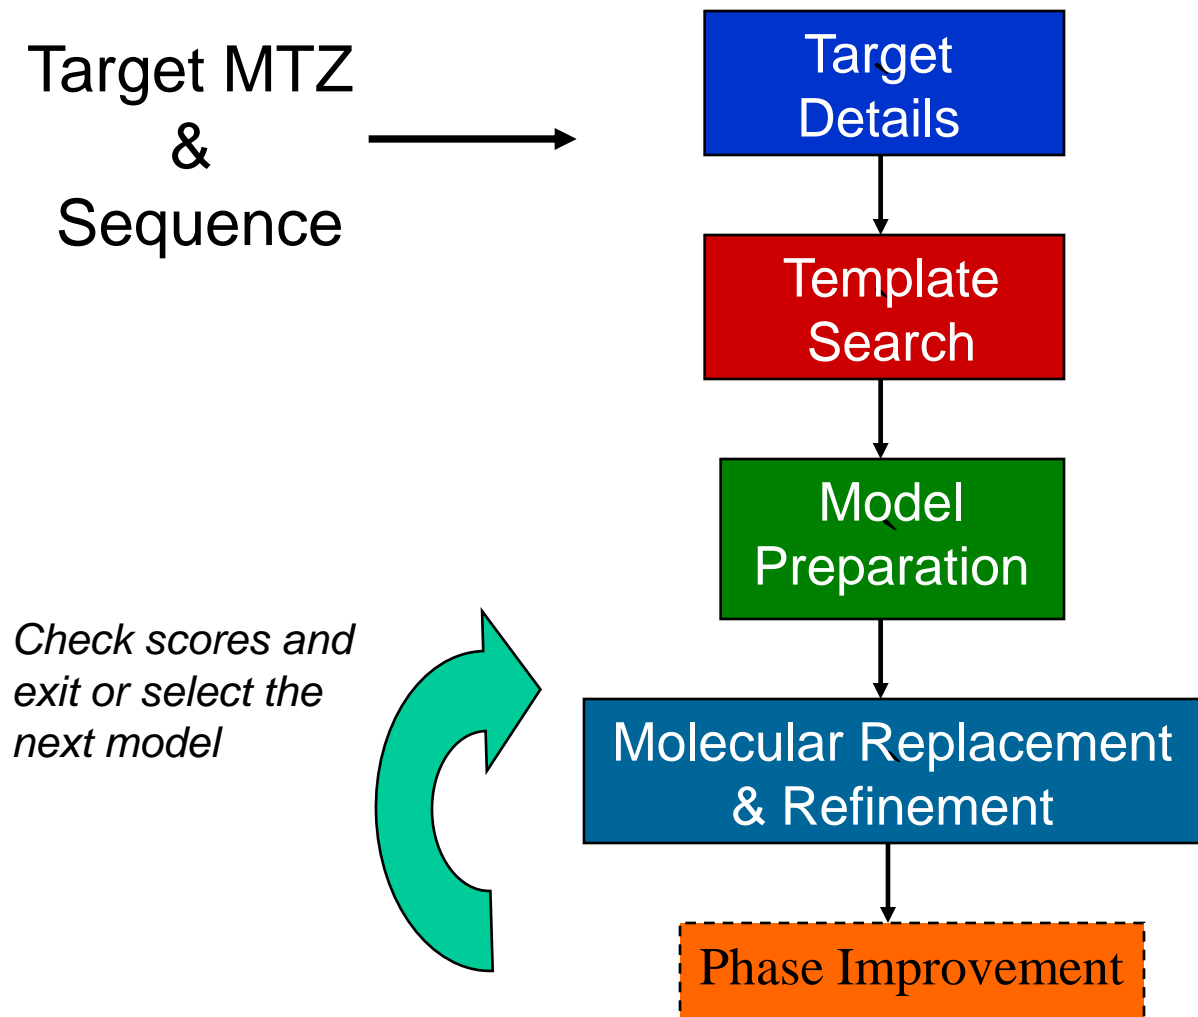 Target MTZ
&
Sequence
Target
Details
Template
Search
Model
Preparation
Check scores and
exit or select the
next model
Molecular Replacement
& Refinement
Phase Improvement